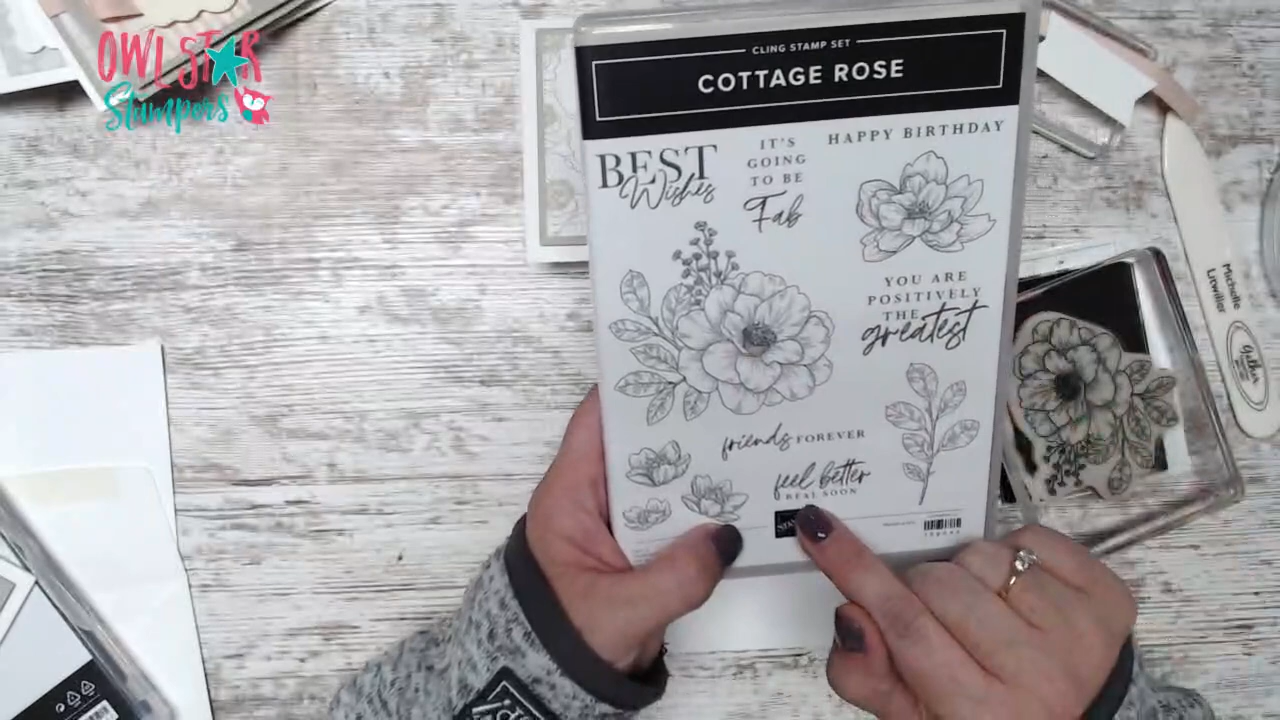 OWL STAR
Stampers
CLING STAMP SET
COTTAGE ROSE
BEST
Wishes
IT'S
GOING
TO BE
Fab
HAPPY BIRTHDAY
YOU ARE
POSITIVELY
THE
greatest
friends FOREVER
feel better
REAL SOON
Michelle
Litwiller
Gather